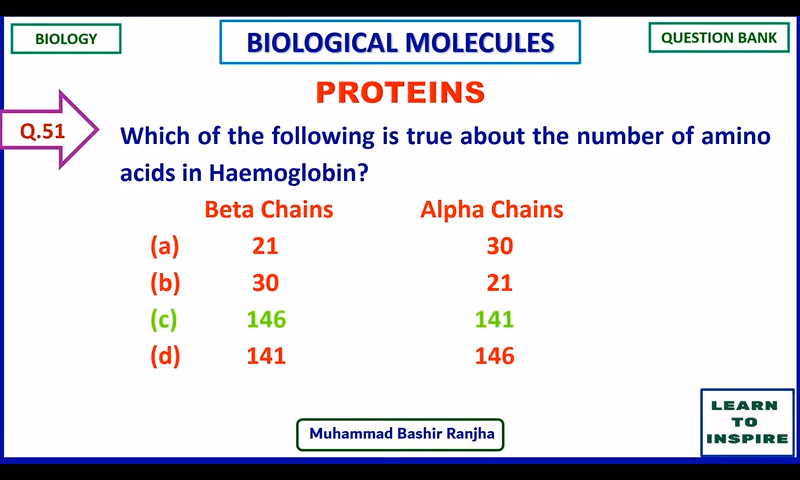 BIOLOGY
BIOLOGICAL MOLECULES
QUESTION BANK
PROTEINS
Q.51
Which of the following is true about the number of amino
acids in Haemoglobin?
Beta Chains Alpha Chains
(a) 21 30
(b) 30 21
(c) 146 141
(d) 141 146
Muhammad Bashir Ranjha
LEARN
TO
INSPIRE